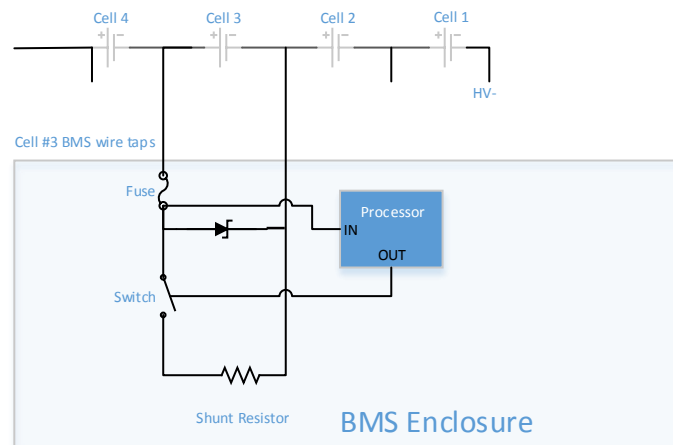 Cell 4
Cell 3
Cell 2
Cell 1
+ -
+ -
+ -
+ -
HV-
Cell #3 BMS wire taps
Fuse
Processor
IN
OUT
Switch
Shunt Resistor
BMS Enclosure